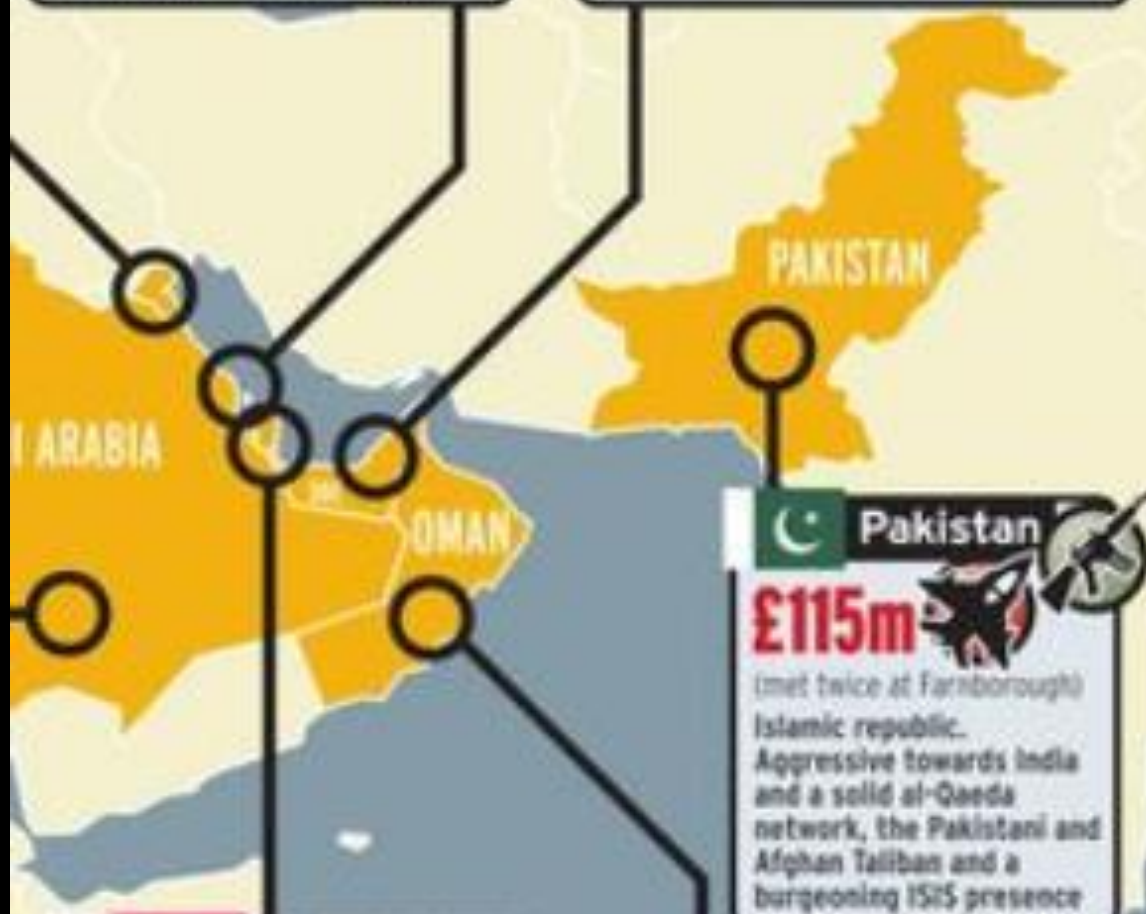 PAKISTAN
I ARABIA
OMAN
Pakistan
£115m
(met twice at Farnborough)
Islamic republic.
Aggressive towards India
and a solid al-Qaeda
network, the Pakistani and
Afghan Taliban and a
burgeoning ISIS presence